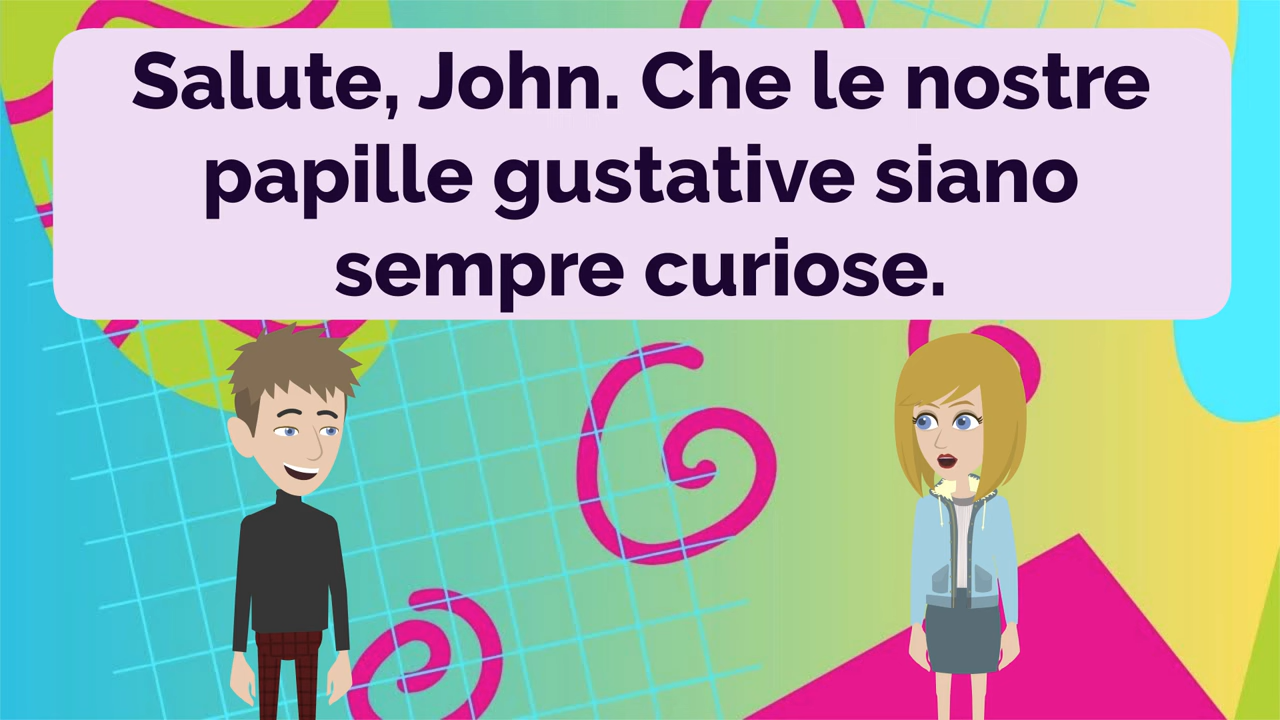 Salute, John. Che le nostre
papille gustative siano
sempre curiose.